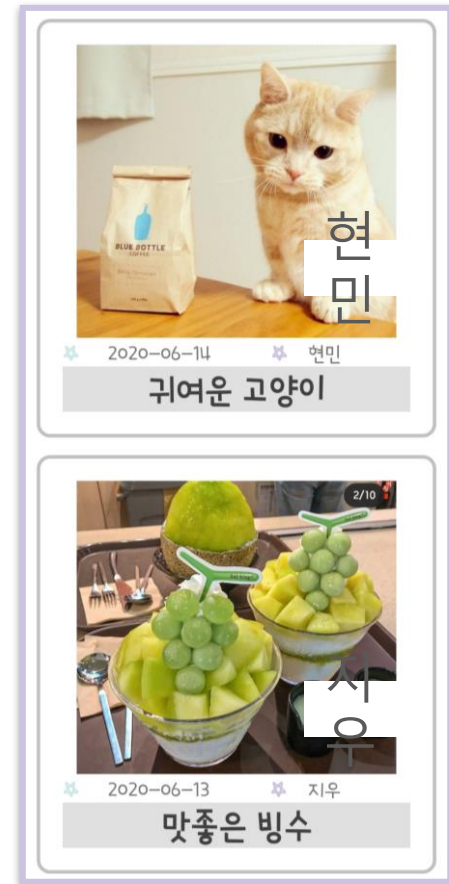 BLUE BOTTLE
COFFEE
현
민
2020-06-14
현민
귀여운 고양이
2/10
지
우
2020-06-13
지우
맛좋은 빙수